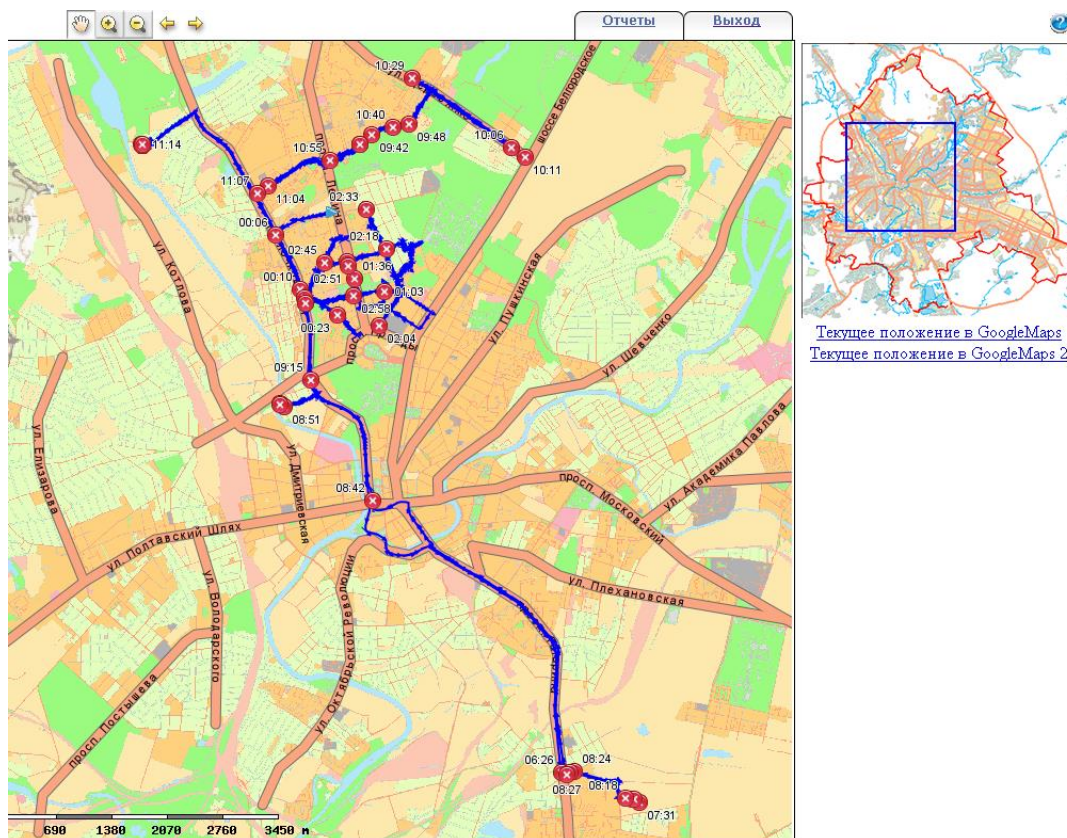 Отчеты
Выход
10:29
шоссе Белгородское
10:40
10:06
09:48
09:42
10:11
11:14
10:55
11:07
11:04
02:33
00:06
02:18
02:45
01:36
02:51
00:10
01:03
02:58
00:23
02:04
ул. Котлова
ул. Пушкинская
ул. Шевченко
09:15
08:51
ул. Елизарова
ул. Дмитриевская
ул. Академика Павлова
08:42
просп. Московский
ул. Полтавский Шлях
ул. Плехановская
ул. Октябрьской революции
ул. Володарского
просп. Постышева
06:26
08:24
08:27
08:18
07:31
690 1380 2070 2760 3450 м
Текущее положение в GoogleMaps
Текущее положение в GoogleMaps 2